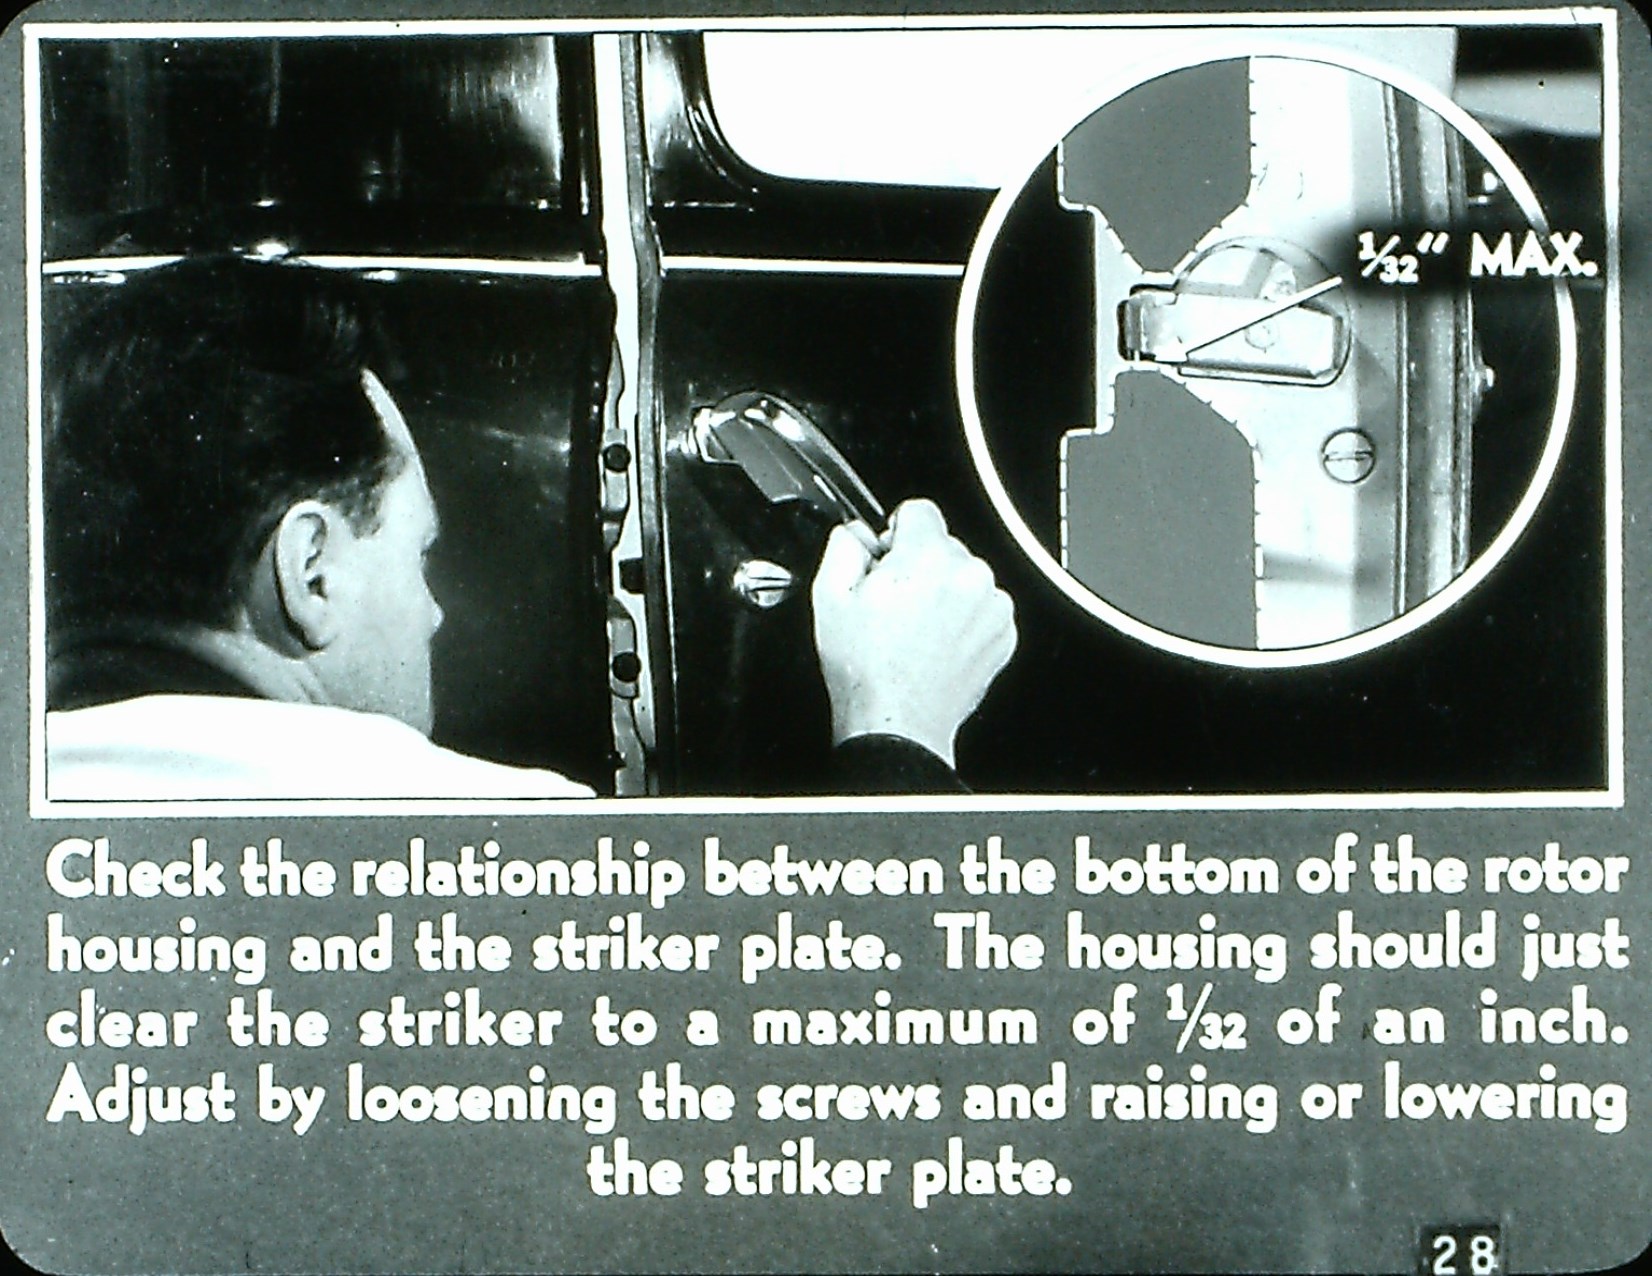 1/32" MAX.
Check the relationship between the bottom of the rotor
housing and the striker plate. The housing should just
clear the striker to a maximum of 1/32 of an inch.
Adjust by loosening the screws and raising or lowering
the striker plate.
28